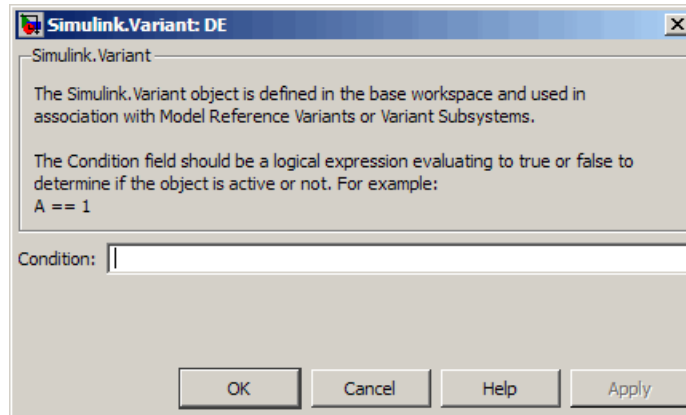 Simulink.Variant: DE
Simulink.Variant
The Simulink.Variant object is defined in the base workspace and used in
association with Model Reference Variants or Variant Subsystems.
The Condition field should be a logical expression evaluating to true or false to
determine if the object is active or not. For example:
A == 1
Condition:
OK Cancel Help Apply